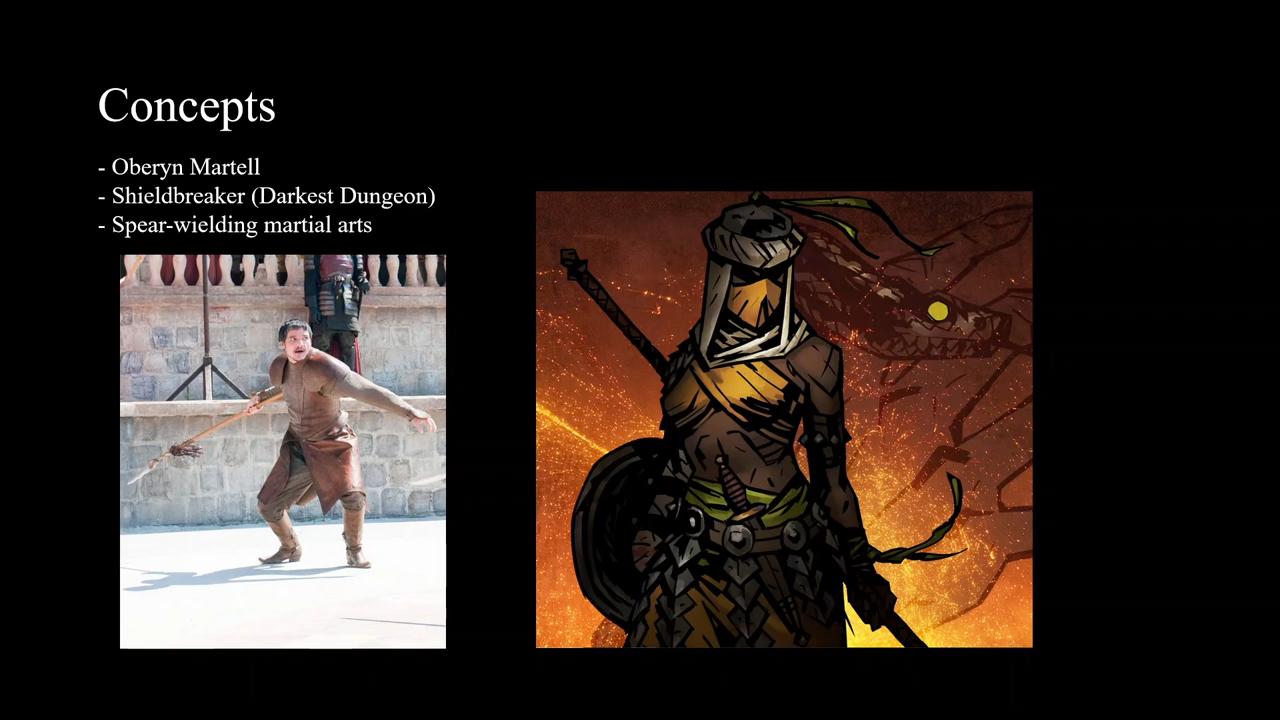 Concepts
- Oberyn Martell
- Shieldbreaker (Darkest Dungeon)
- Spear-wielding martial arts